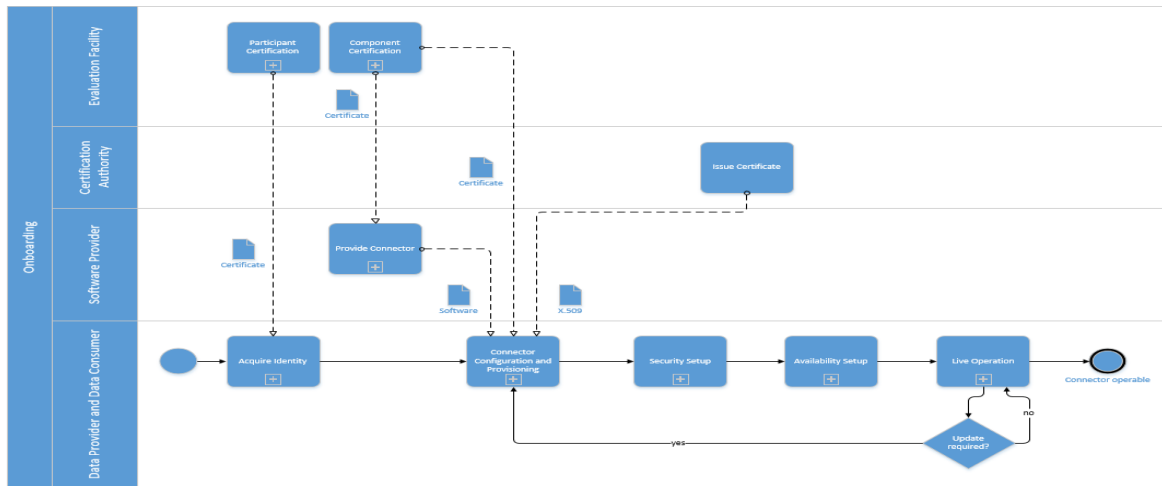 Onboarding
Evaluation Facility
Participant
Certification
Component
Certification
Certificate
Certification
Authority
Certificate
Issue Certificate
Software Provider
Provide Connector
Certificate
Software
X.509
Data Provider and Data Consumer
Acquire Identity
Connector
Configuration and
Provisioning
Security Setup
Availability Setup
Live Operation
Connector operable
no
yes
Update
required?